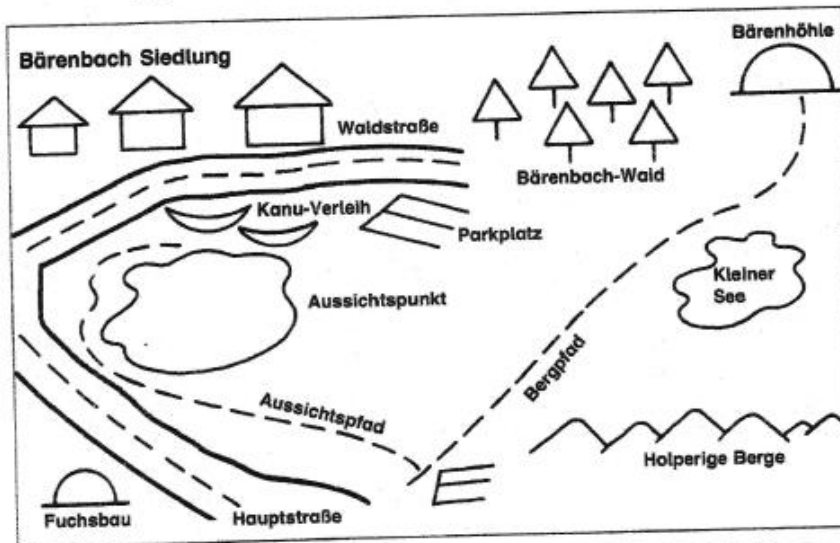 Bärenhöhle
Bärenbach Siedlung
Waldstraße
Bärenbach-Wald
Kanu-Verleih
Parkplatz
Kleiner
See
Aussichtspunkt
Bergpfad
Aussichtspfad
Holperige Berge
Fuchsbau
Hauptstraße